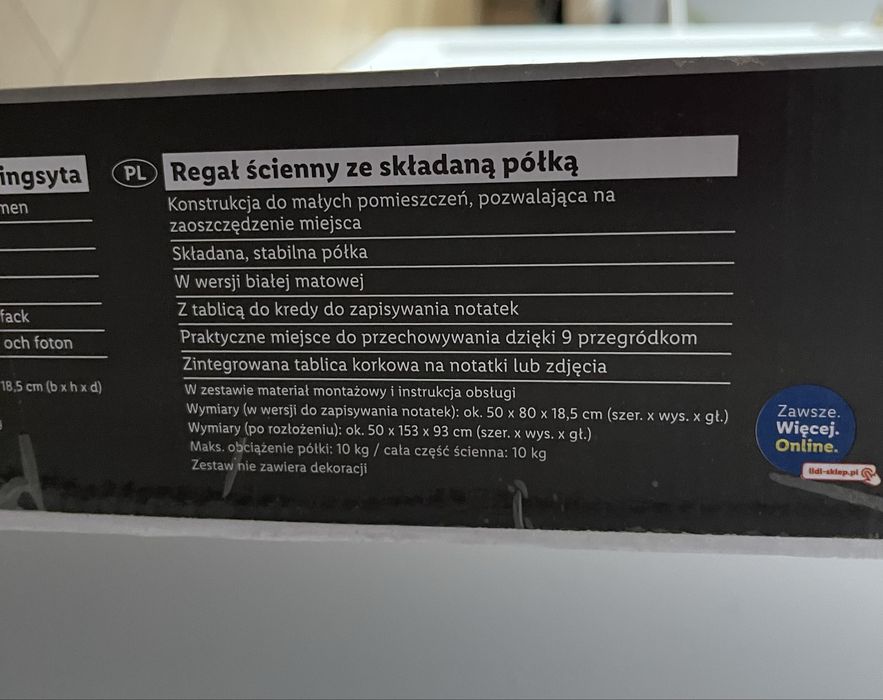 ingsyta
men
fack
och foton
18,5 cm (b x h x d)
PL
Regał ścienny ze składaną półką
Konstrukcja do małych pomieszczeń, pozwalająca na
zaoszczędzenie miejsca
Składana, stabilna półka
W wersji białej matowej
Z tablicą do kredy do zapisywania notatek
Praktyczne miejsce do przechowywania dzięki 9 przegródkom
Zintegrowana tablica korkowa na notatki lub zdjęcia
W zestawie materiał montażowy i instrukcja obsługi
Wymiary (w wersji do zapisywania notatek): ok. 50 x 80 x 18,5 cm (szer. x wys. x gł.)
Wymiary (po rozłożeniu): ok. 50 x 153 x 93 cm (szer. x wys. x gł.)
Maks. obciążenie półki: 10 kg / cała część ścienna: 10 kg
Zestaw nie zawiera dekoracji
Zawsze.
Więcej.
Online.
lidl-sklep.pl